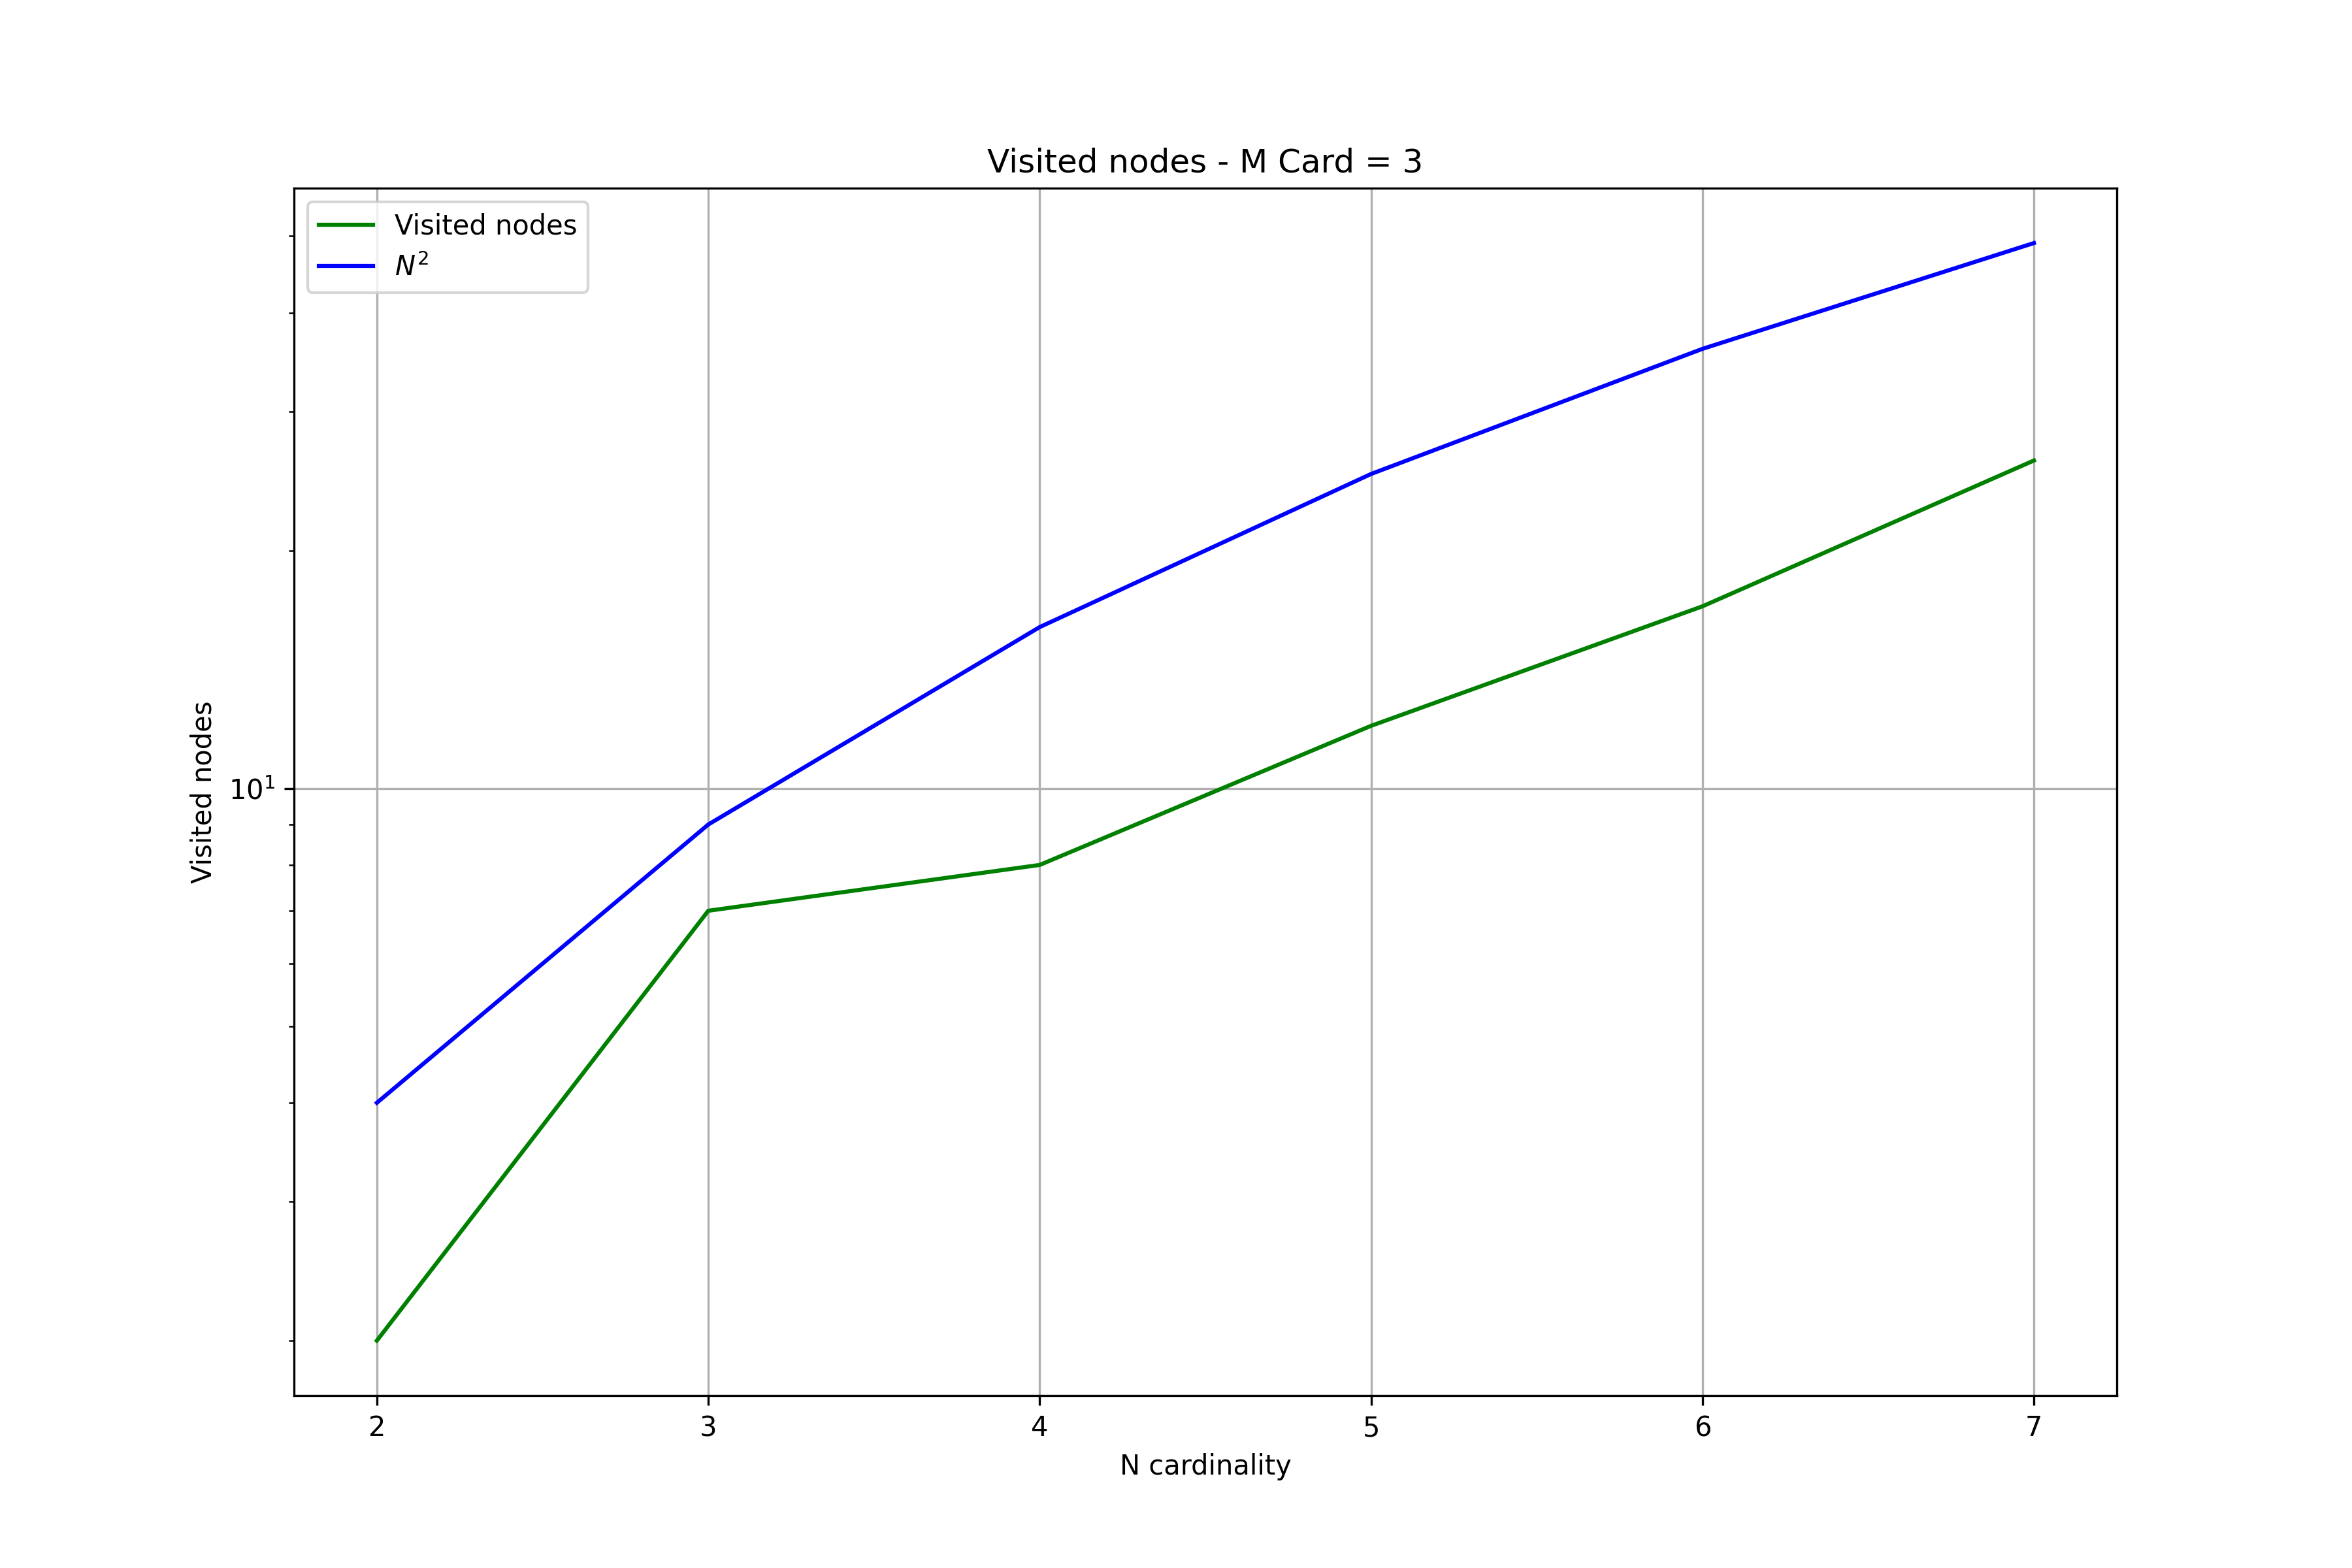 Visited nodes - M Card = 3
Visited nodes
N²
Visited nodes
10¹
2 3 4 5 6 7
N cardinality